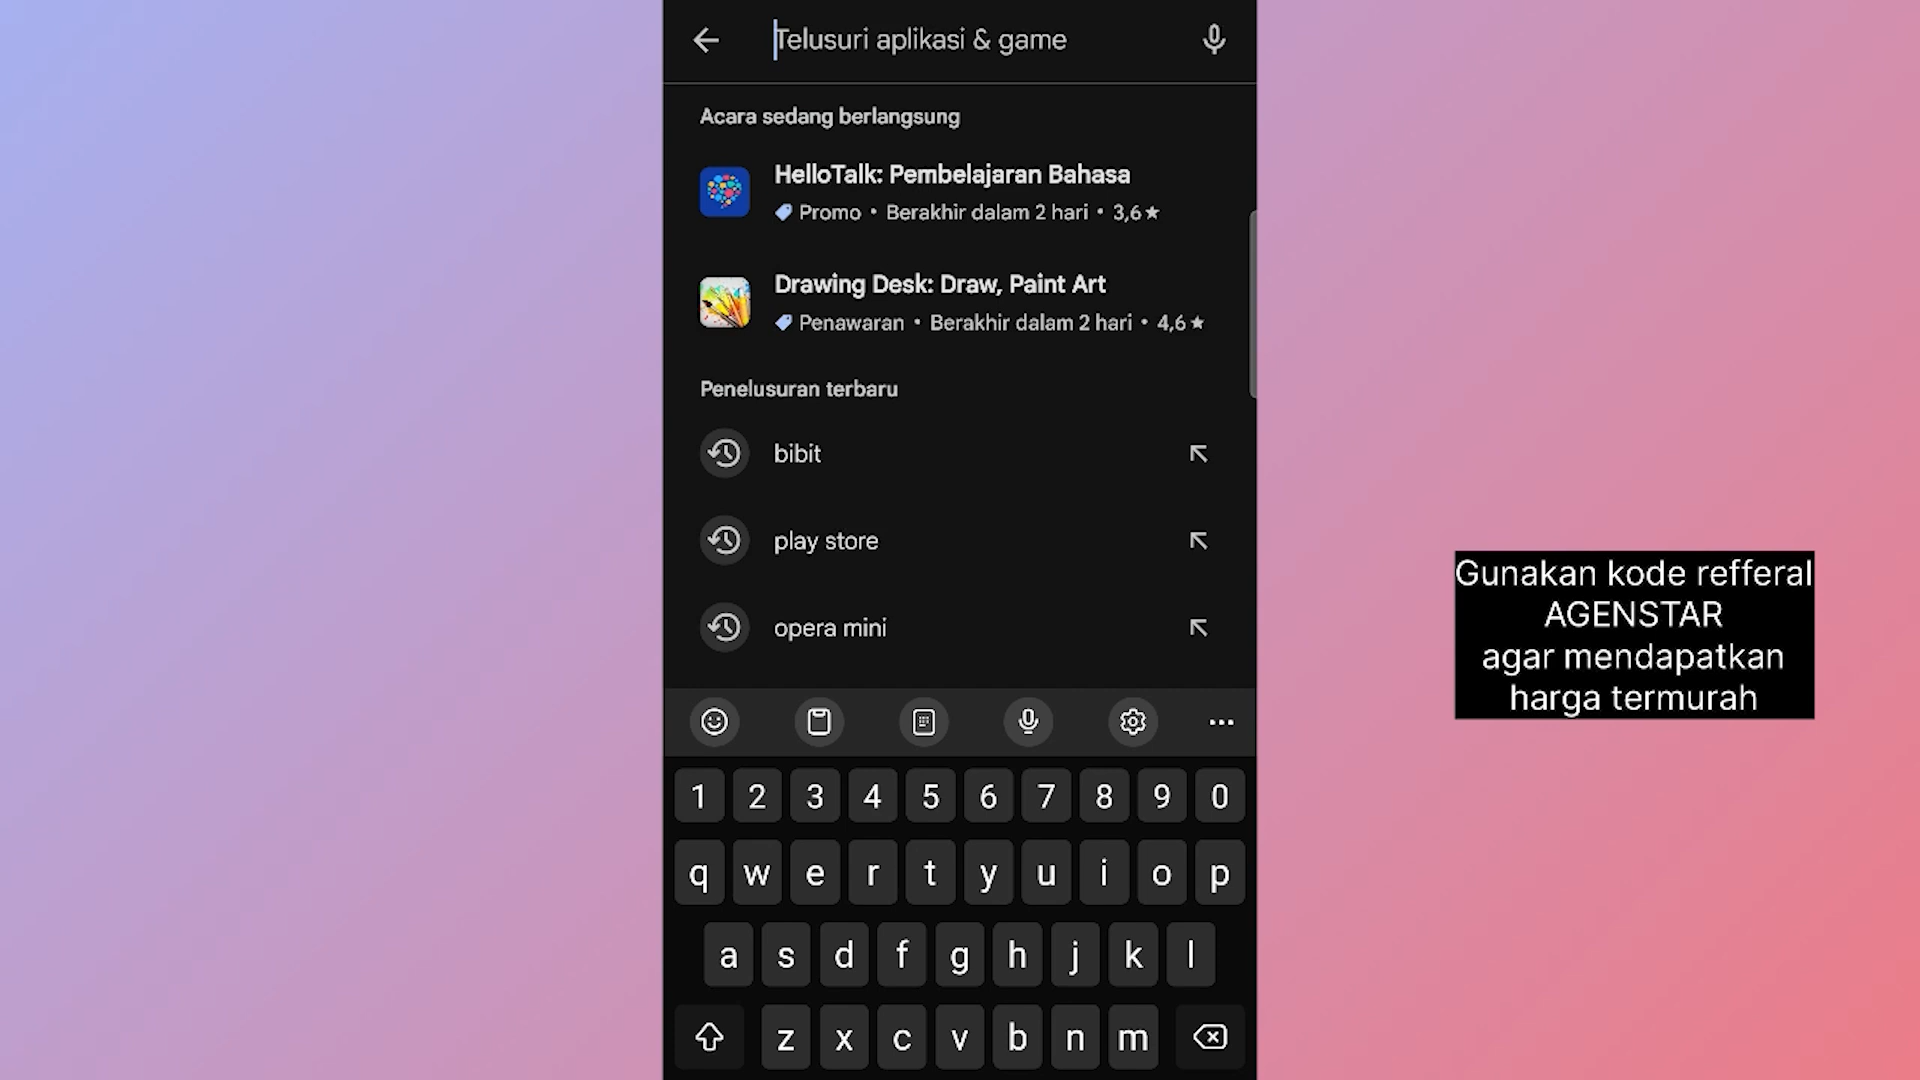 Telusuri aplikasi & game
Acara sedang berlangsung
HelloTalk: Pembelajaran Bahasa
Promo • Berakhir dalam 2 hari • 3,6★
Drawing Desk: Draw, Paint Art
Penawaran • Berakhir dalam 2 hari • 4,6★
Penelusuran terbaru
bibit
play store
opera mini
Gunakan kode refferal
AGENSTAR
agar mendapatkan
harga termurah
1 2 3 4 5 6 7 8 9 0
q w e r t y u i o p
a s d f g h j k l
z x c v b n m